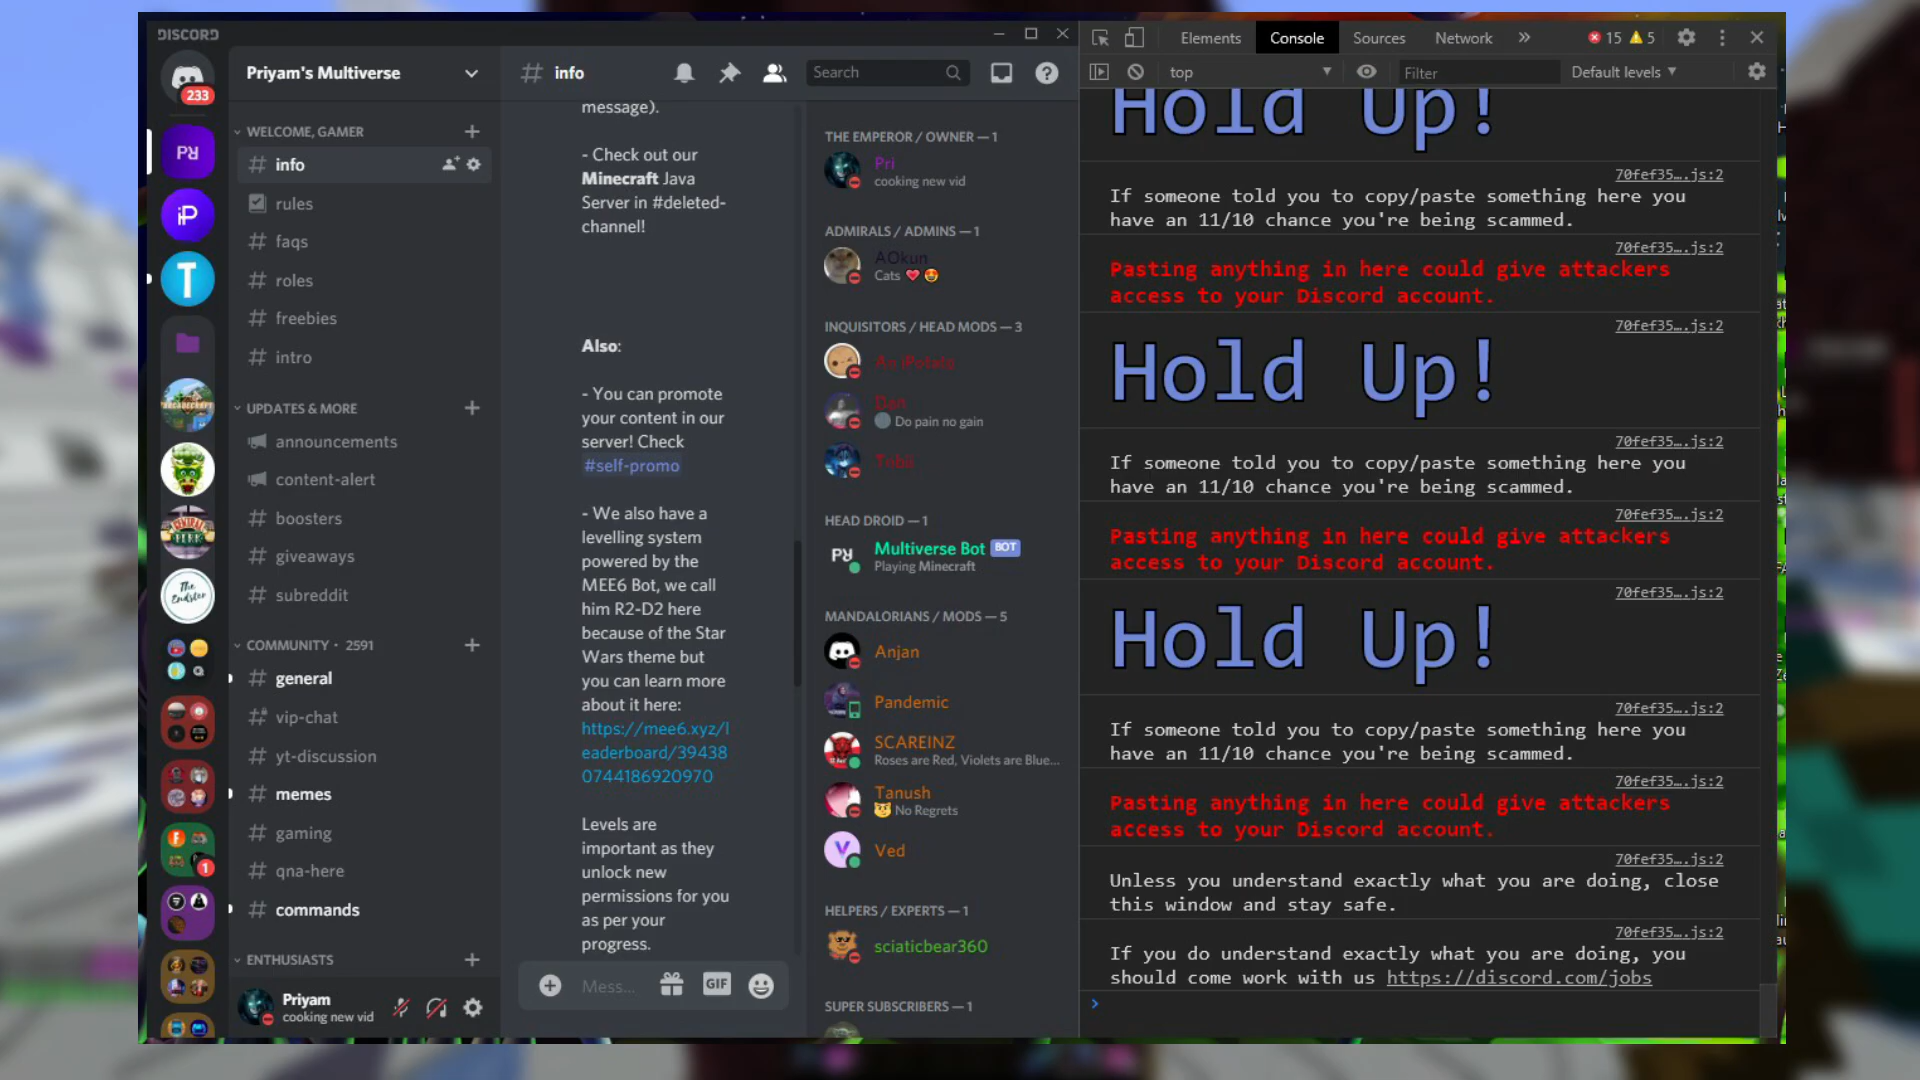 DISCORD
233
Priyam's Multiverse
WELCOME, GAMER
info
rules
faqs
roles
freebies
intro
UPDATES & MORE
announcements
content-alert
boosters
giveaways
subreddit
COMMUNITY · 2591
general
vip-chat
yt-discussion
memes
gaming
qna-here
commands
ENTHUSIASTS
Priyam
cooking new vid
PR
iP
T
CENTRAL PERK
The Endster
1
# info
Search
message).
- Check out our
Minecraft Java
Server in #deleted-
channel!
Also:
- You can promote
your content in our
server! Check
#self-promo
- We also have a
levelling system
powered by the
MEE6 Bot, we call
him R2-D2 here
because of the Star
Wars theme but
you can learn more
about it here:
https://mee6.xyz/l
eaderboard/39438
0744186920970
Levels are
important as they
unlock new
permissions for you
as per your
progress.
Mess...
GIF
THE EMPEROR / OWNER — 1
Pri
cooking new vid
ADMIRALS / ADMINS — 1
AOkun
Cats ❤️ 😍
INQUISITORS / HEAD MODS — 3
An iPotato
Dan
Do pain no gain
Tobii
HEAD DROID — 1
Multiverse Bot BOT
Playing Minecraft
MANDALORIANS / MODS — 5
Anjan
Pandemic
SCAREINZ
Roses are Red, Violets are Blue...
Tanush
No Regrets
V
Ved
HELPERS / EXPERTS — 1
sciaticbear360
SUPER SUBSCRIBERS — 1
Elements Console Sources Network » 15 5
top Filter Default levels
Hold Up!
70fef35….js:2
If someone told you to copy/paste something here you
have an 11/10 chance you're being scammed.
70fef35….js:2
Pasting anything in here could give attackers
access to your Discord account.
70fef35….js:2
Hold Up!
70fef35….js:2
If someone told you to copy/paste something here you
have an 11/10 chance you're being scammed.
70fef35….js:2
Pasting anything in here could give attackers
access to your Discord account.
70fef35….js:2
Hold Up!
70fef35….js:2
If someone told you to copy/paste something here you
have an 11/10 chance you're being scammed.
70fef35….js:2
Pasting anything in here could give attackers
access to your Discord account.
70fef35….js:2
Unless you understand exactly what you are doing, close
this window and stay safe.
70fef35….js:2
If you do understand exactly what you are doing, you
should come work with us https://discord.com/jobs